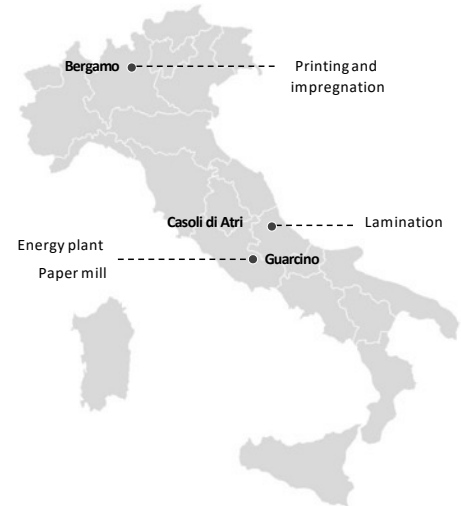 Bergamo
Printing and
impregnation
Casoli di Atri
Lamination
Energy plant
Paper mill
Guarcino